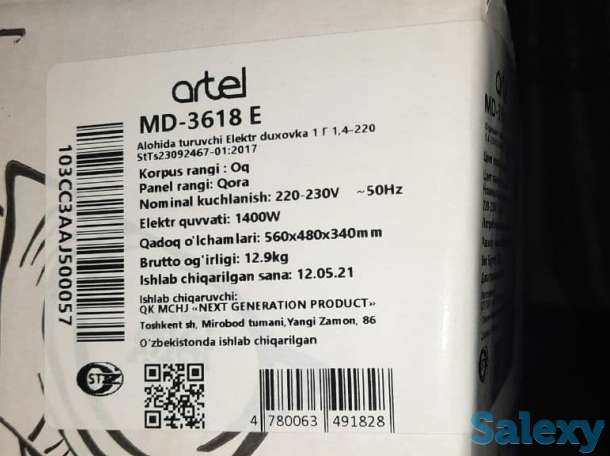 artel
MD-3618 E
Alohida turuvchi Elektr duxovka 1 Г 1,4-220
StTs23092467-01:2017
Korpus rangi : Oq
Panel rangi: Qora
Nominal kuchlanish: 220-230V ~50Hz
Elektr quvvati: 1400W
Qadoq o'lchamlari: 560x480x340mm
Brutto og'irligi: 12.9kg
Ishlab chiqarilgan sana: 12.05.21
Ishlab chiqaruvchi:
QK MCHJ «NEXT GENERATION PRODUCT»
Toshkent sh, Mirobod tumani,Yangi Zamon, 86
O'zbekistonda ishlab chiqarilgan
103CC3AAJ500057
4 780063 491828
artel
Salexy